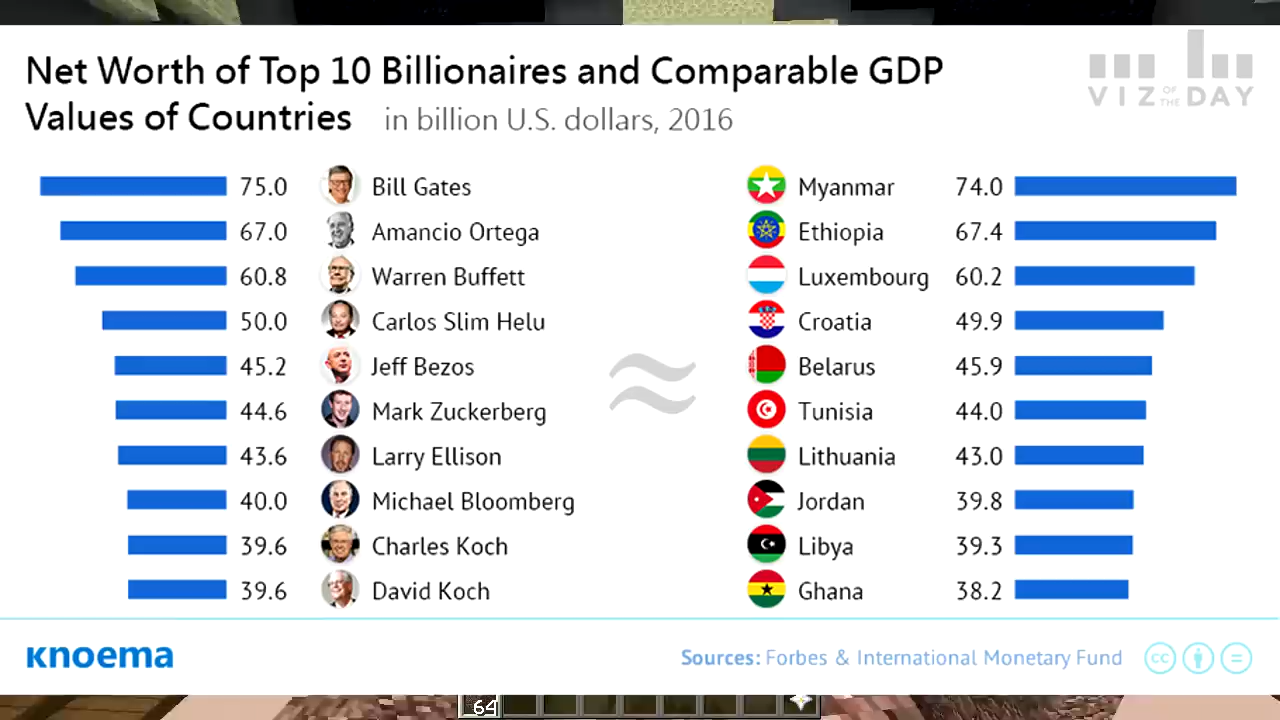 Net Worth of Top 10 Billionaires and Comparable GDP
Values of Countries in billion U.S. dollars, 2016
VIZ OF THE DAY
75.0 Bill Gates Myanmar 74.0
67.0 Amancio Ortega Ethiopia 67.4
60.8 Warren Buffett Luxembourg 60.2
50.0 Carlos Slim Helu Croatia 49.9
45.2 Jeff Bezos Belarus 45.9
≈
44.6 Mark Zuckerberg Tunisia 44.0
43.6 Larry Ellison Lithuania 43.0
40.0 Michael Bloomberg Jordan 39.8
39.6 Charles Koch Libya 39.3
39.6 David Koch Ghana 38.2
knoema
Sources: Forbes & International Monetary Fund
cc
64